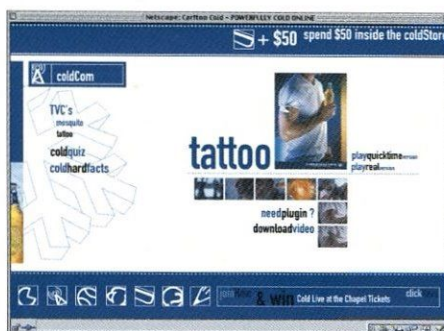 Netscape: Carlton Cold - POWERFULLY COLD ONLINE
+ $50 spend $50 inside the coldStore
coldCom
TVC's
mosquito
tattoo
coldquiz
coldhardfacts
tattoo
playquicktimeversion
playrealversion
needplugin ?
downloadvideo
& win Cold Live at the Chapel Tickets
click